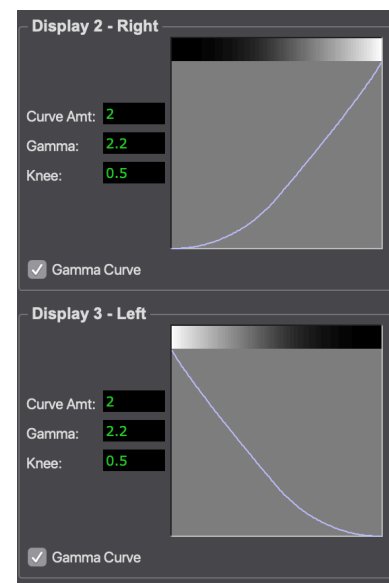 Display 2 - Right
Curve Amt: 2
Gamma: 2.2
Knee: 0.5
Gamma Curve
Display 3 - Left
Curve Amt: 2
Gamma: 2.2
Knee: 0.5
Gamma Curve